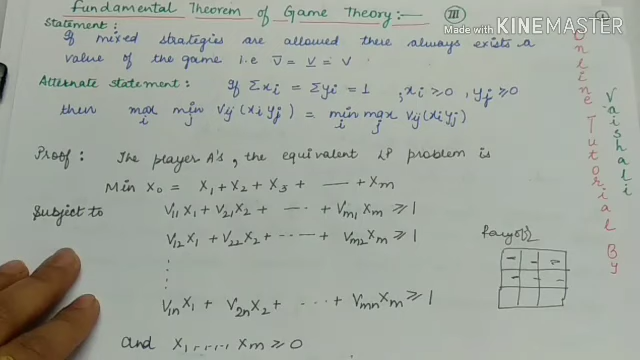 Fundamental Theorem of Game Theory:—
III
Made with KINEMASTER
Statement:
If mixed strategies are allowed there always exists a
value of the game i.e V̅ = V̲ = V
Alternate statement: If Σxi = Σyi = 1 , xi ≥ 0, yj ≥ 0
then max i min j Vij (xi yj) = min i max j Vij (xi yj)
Proof: The player A's, the equivalent LP problem is
Min X0 = X1 + X2 + X3 + — + Xm
Subject to V11 X1 + V21 X2 + --- + Vm1 Xm ≥ 1
V12 X1 + V22 X2 + ---- + Vm2 Xm ≥ 1
V1n X1 + V2n X2 + ... + Vmn Xm ≥ 1
and X1, ...., Xm ≥ 0
Online Tutorial By
Vaishali